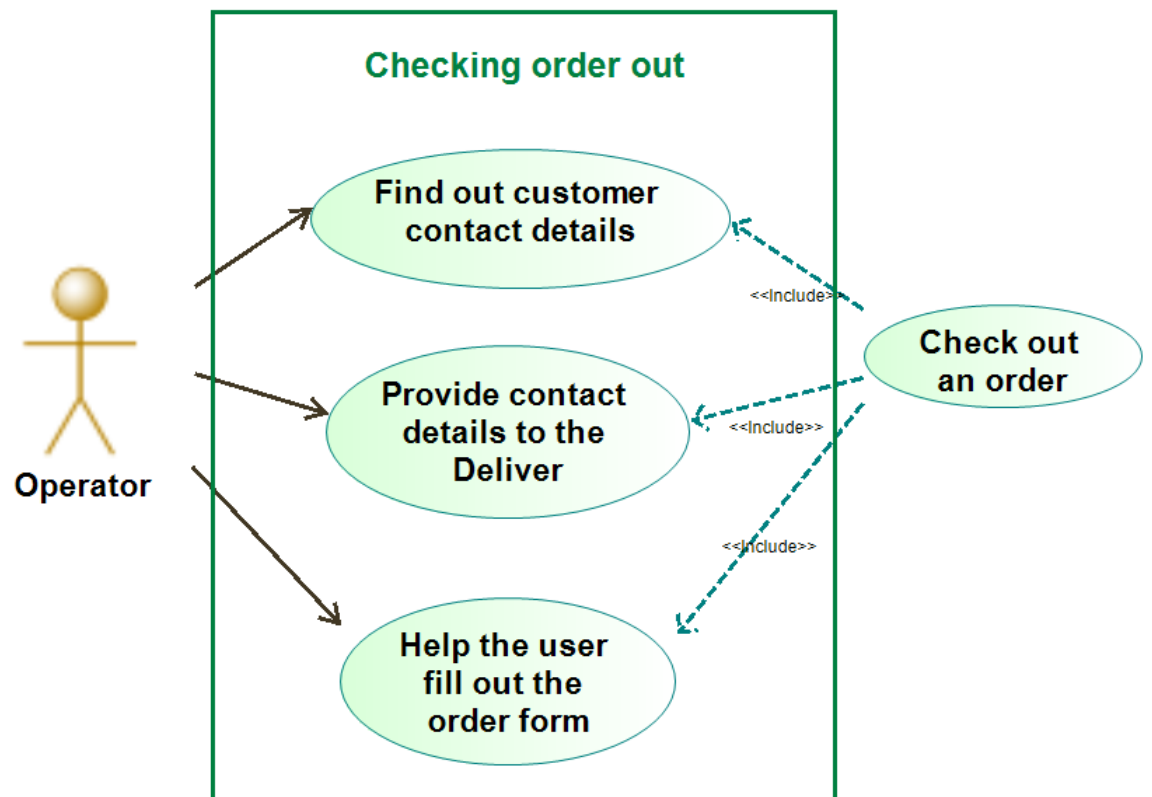 Checking order out
Find out customer
contact details
<<Include>>
Check out
an order
Provide contact
details to the
Deliver
<<Include>>
Operator
<<Include>>
Help the user
fill out the
order form